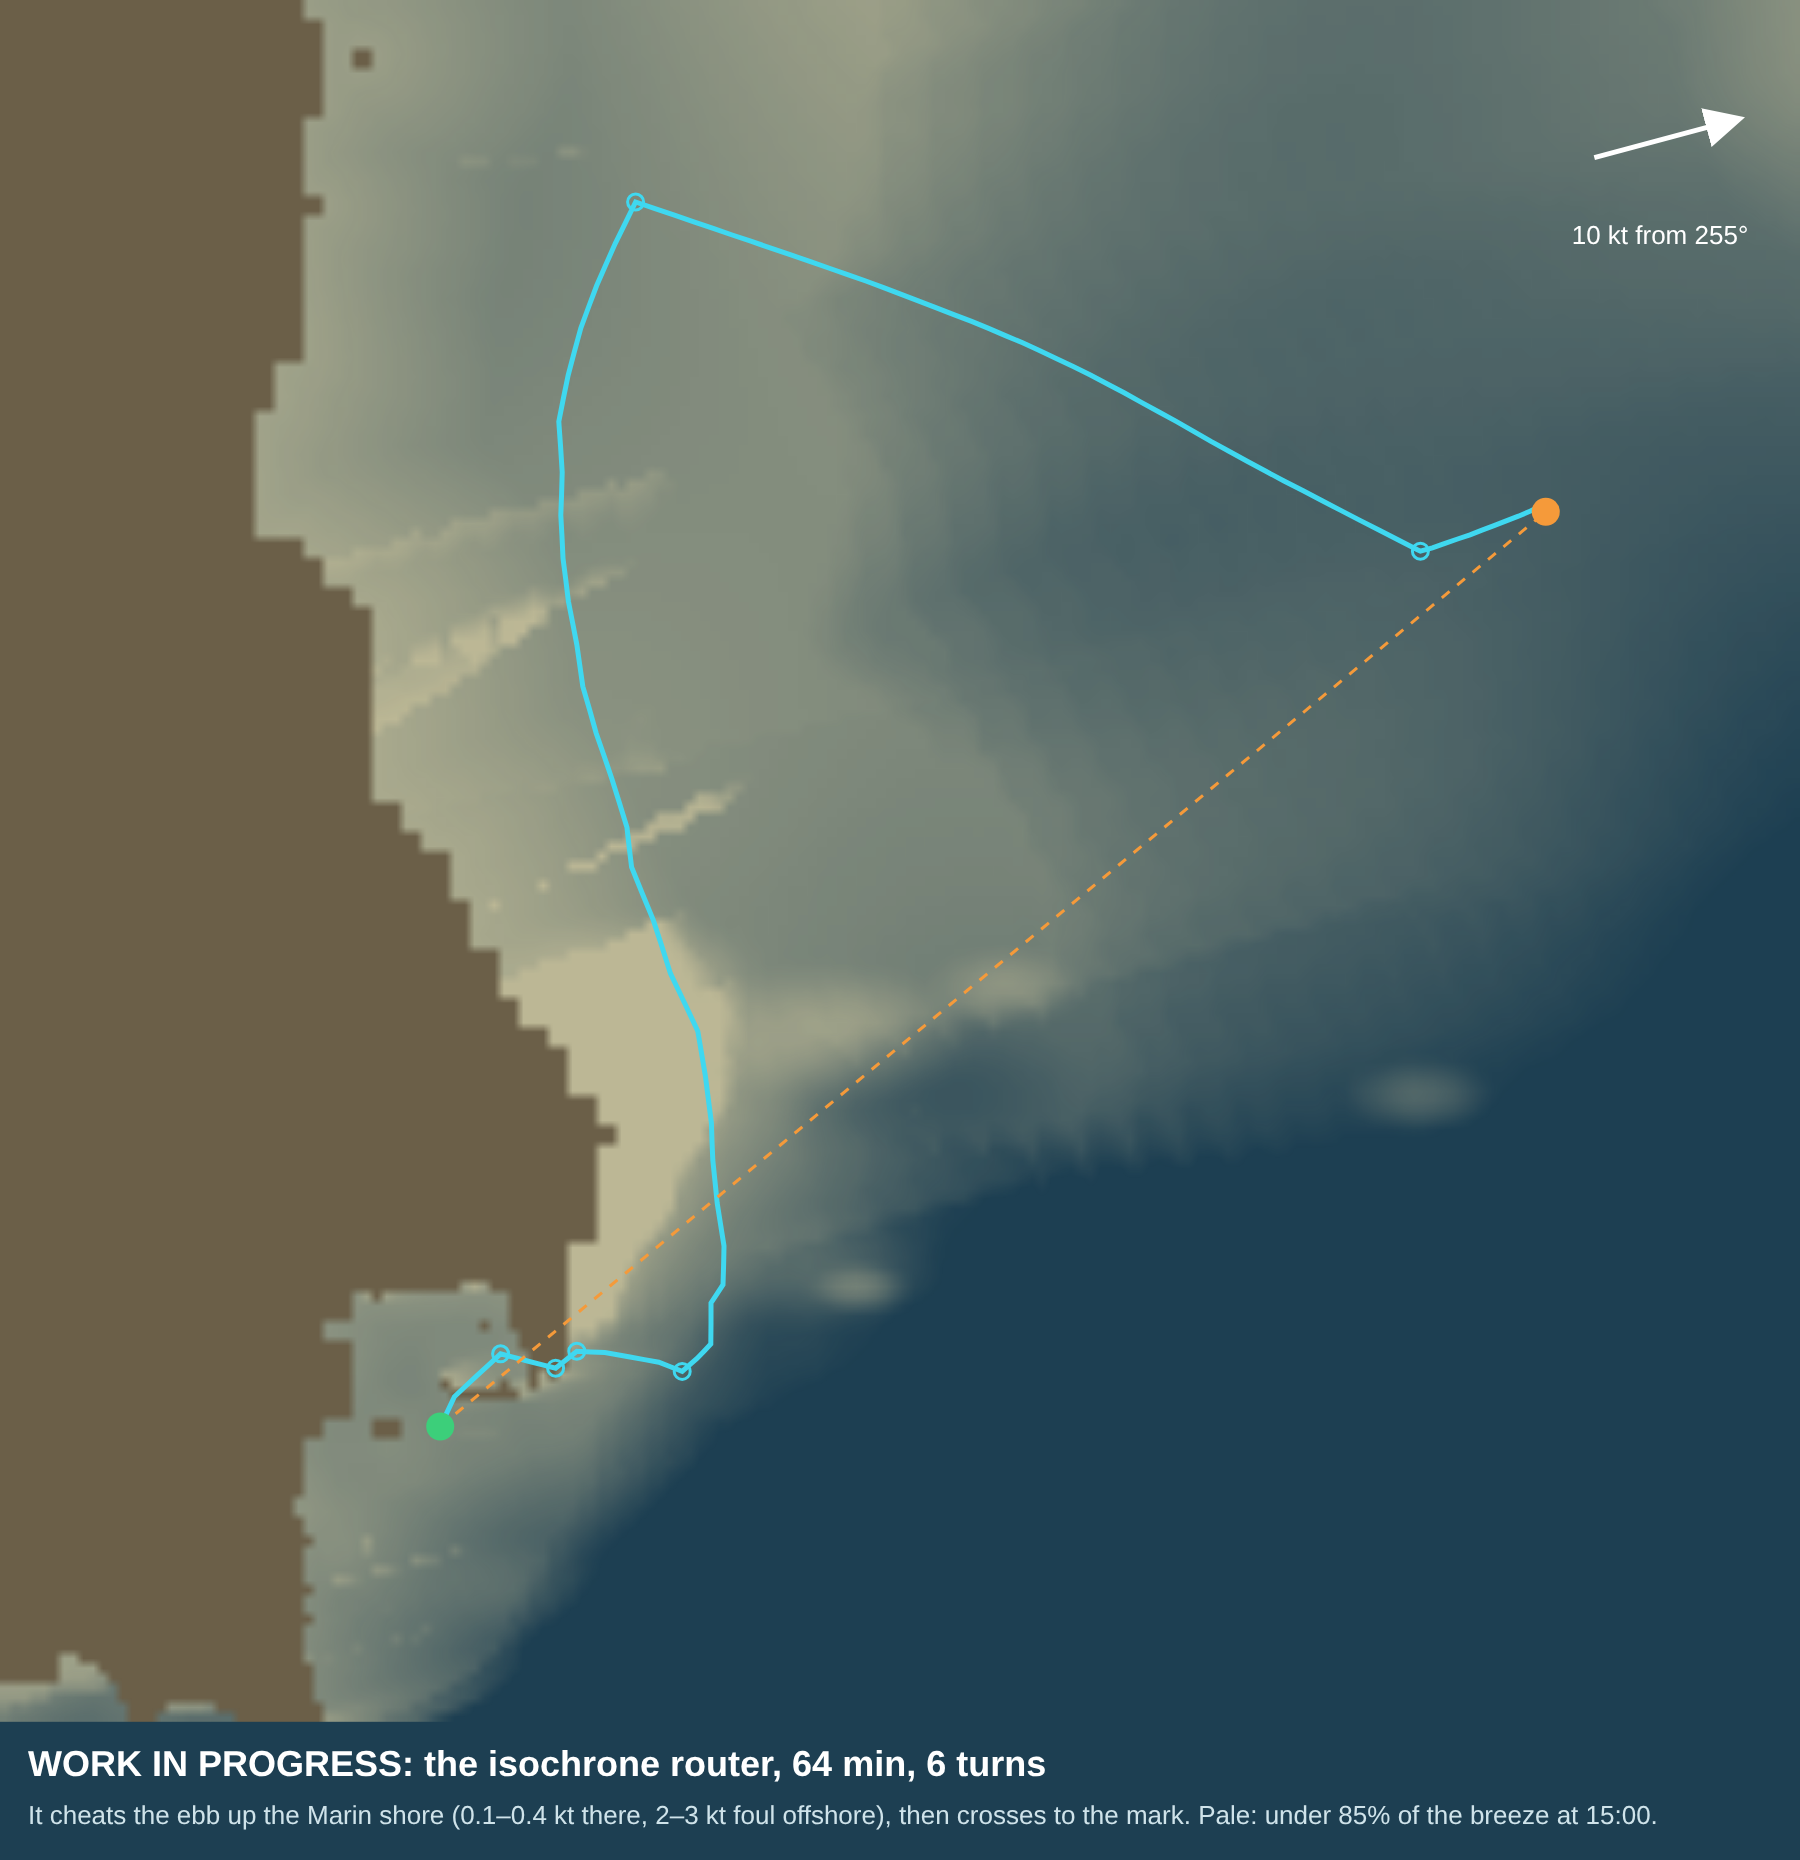 10 kt from 255°
WORK IN PROGRESS: the isochrone router, 64 min, 6 turns
It cheats the ebb up the Marin shore (0.1–0.4 kt there, 2–3 kt foul offshore), then crosses to the mark. Pale: under 85% of the breeze at 15:00.